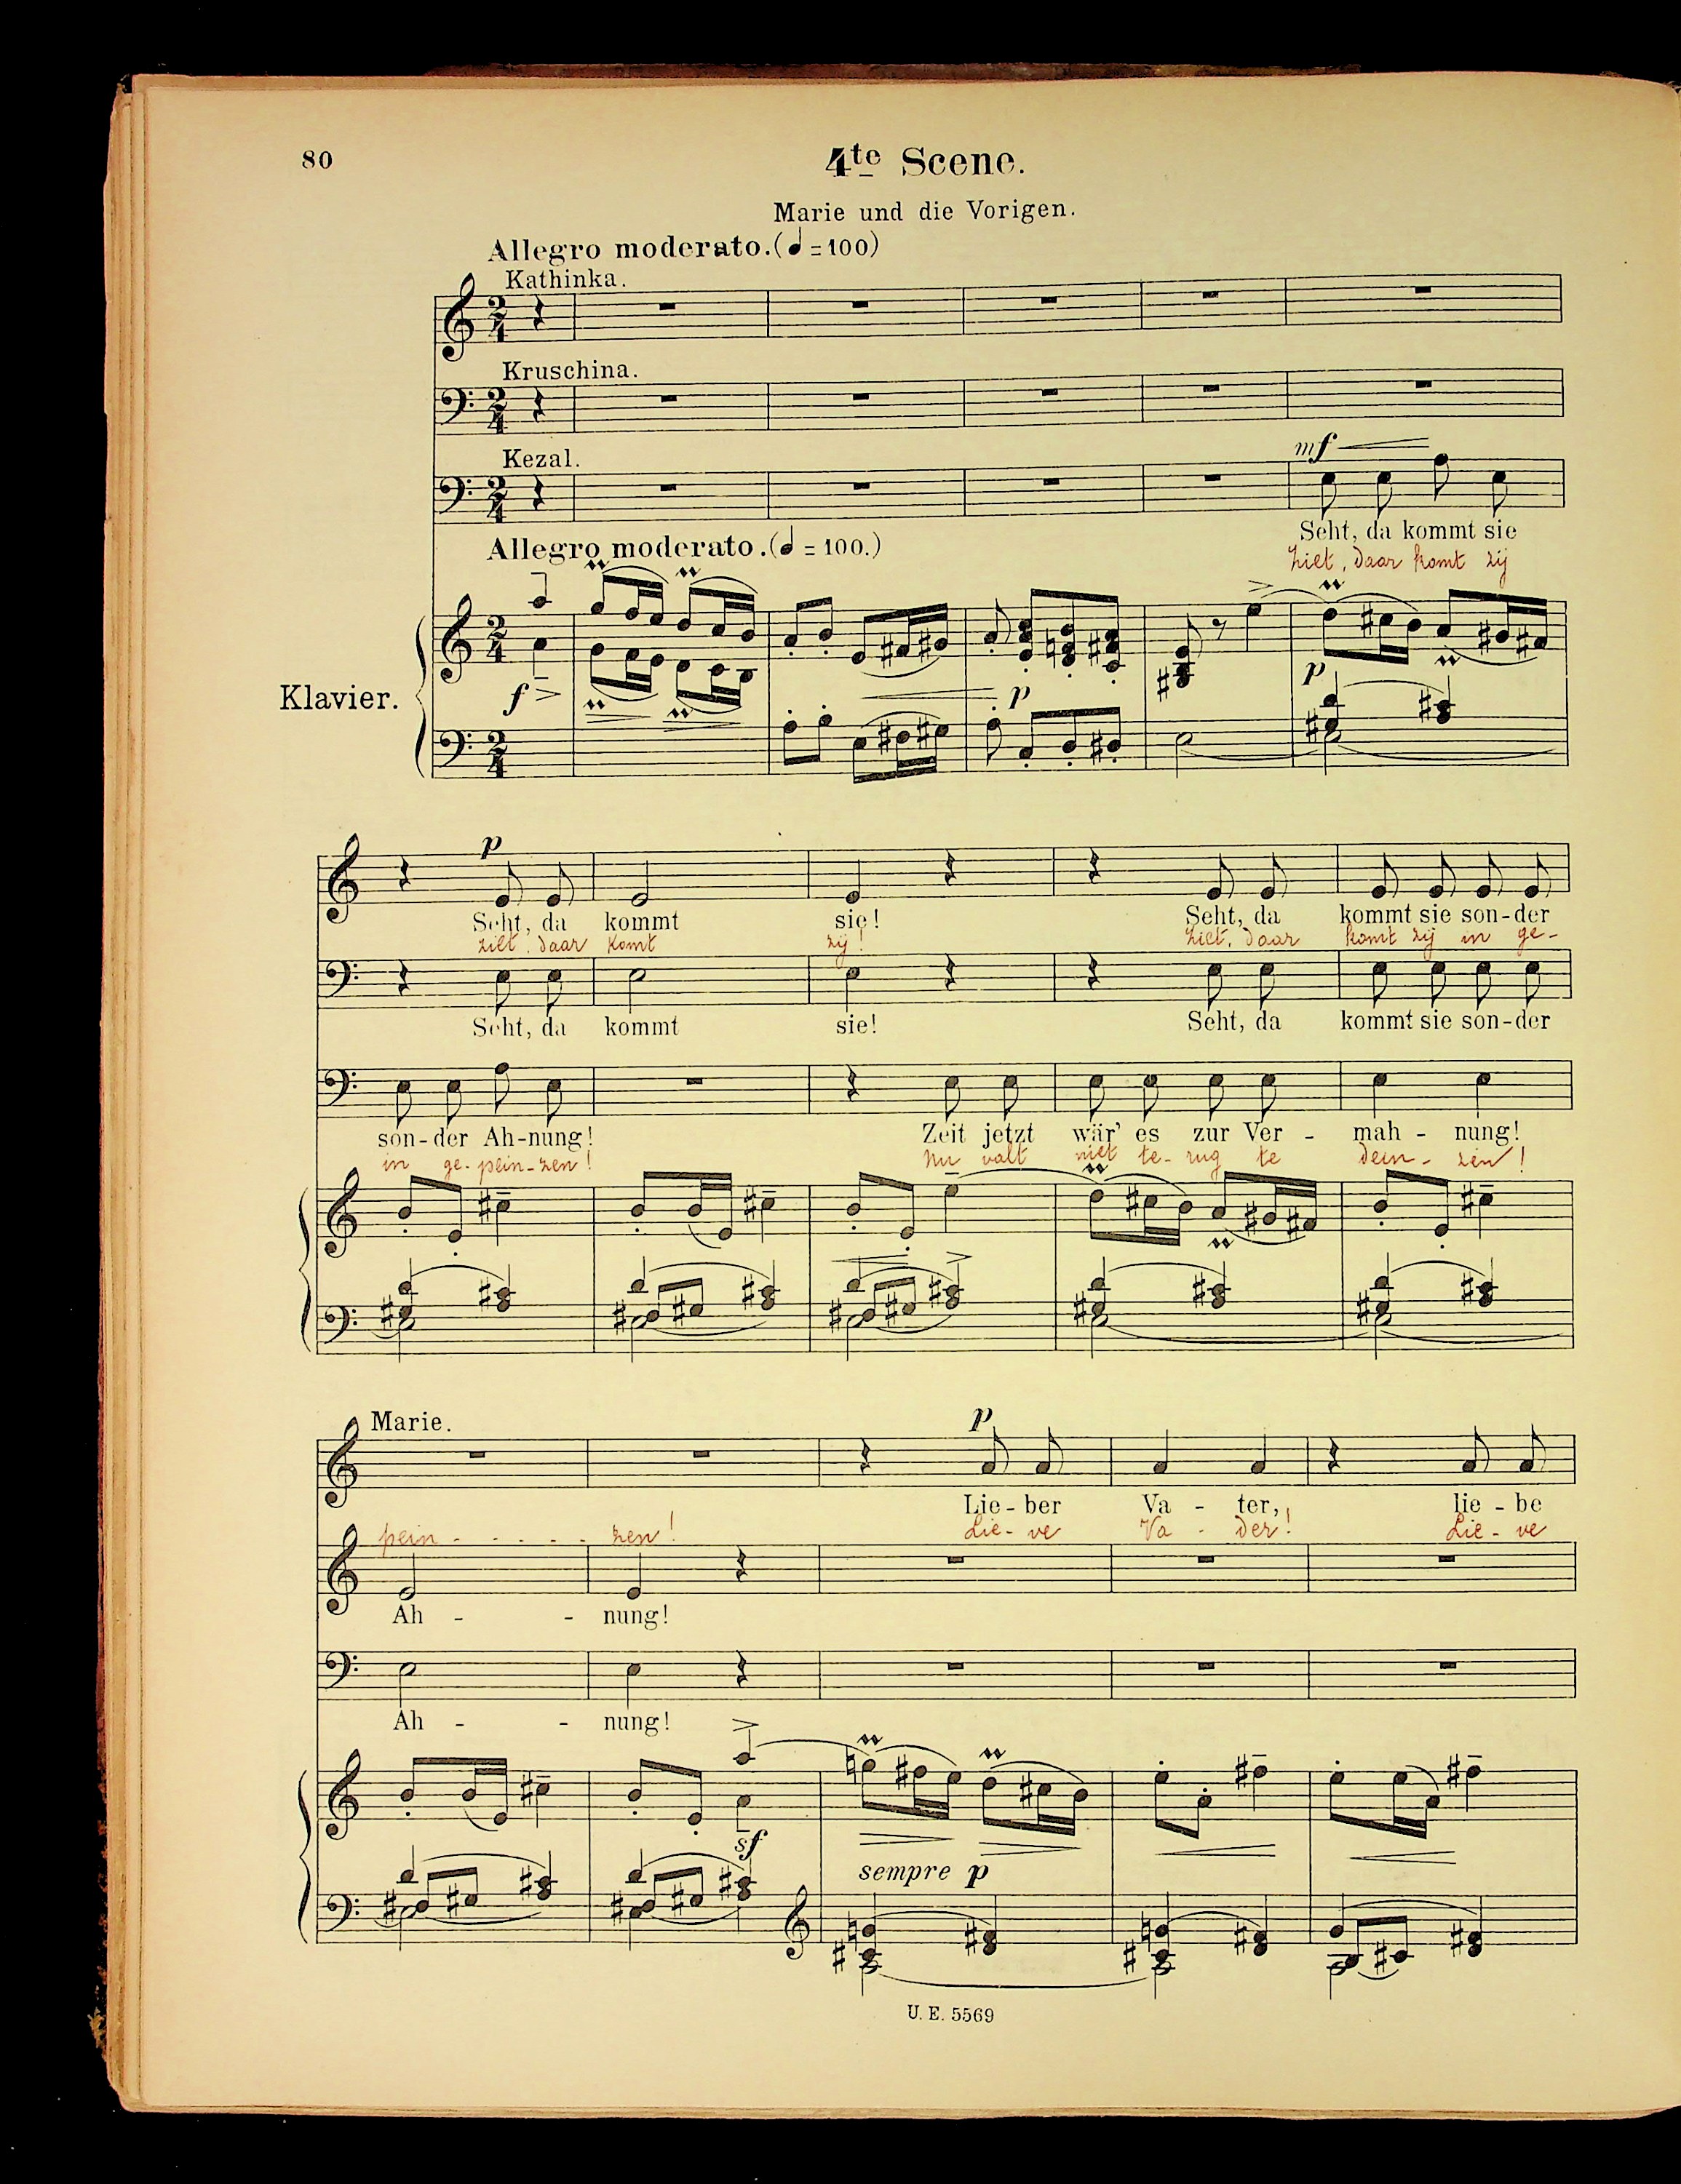 80
4te Scene.
Marie und die Vorigen.
Allegro moderato. (♩=100)
Kathinka.
Kruschina.
Kezal.
mf
Seht, da kommt sie
ziet, daar komt zij
Allegro moderato. (♩=100.)
Klavier.
f
p
p
p
Seht, da kommt sie! Seht, da kommt sie son-der
ziet, daar komt zij! ziet, daar komt zij in ge-
Seht, da kommt sie! Seht, da kommt sie son-der
son-der Ah-nung! Zeit jetzt wär' es zur Ver - mah - nung!
in ge-pein-zen! Nu valt niet te-rug te dein-zen!
Marie.
p
Lie-ber Va - ter, lie - be
pein - - - - - zen! Lie-ve Va - der! Lie-ve
Ah - - nung!
Ah - - nung!
sf
sempre p
U. E. 5569